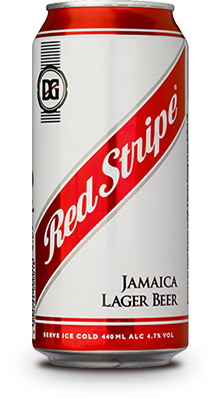 DG
Red Stripe®
JAMAICA
LAGER BEER
SERVE ICE COLD 440ML ALC 4.7% VOL